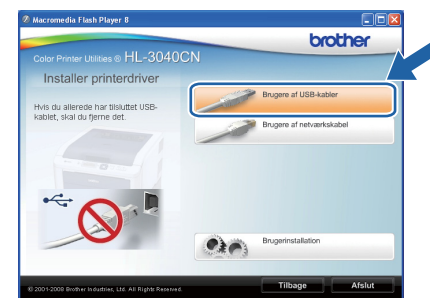 Macromedia Flash Player 8
brother
Color Printer Utilities ® HL-3040CN
Installer printerdriver
Hvis du allerede har tilsluttet USB-
kablet, skal du fjerne det.
Brugere af USB-kabler
Brugere af netværkskabel
Brugerinstallation
© 2001-2008 Brother Industries, Ltd. All Rights Reserved.
Tilbage
Afslut